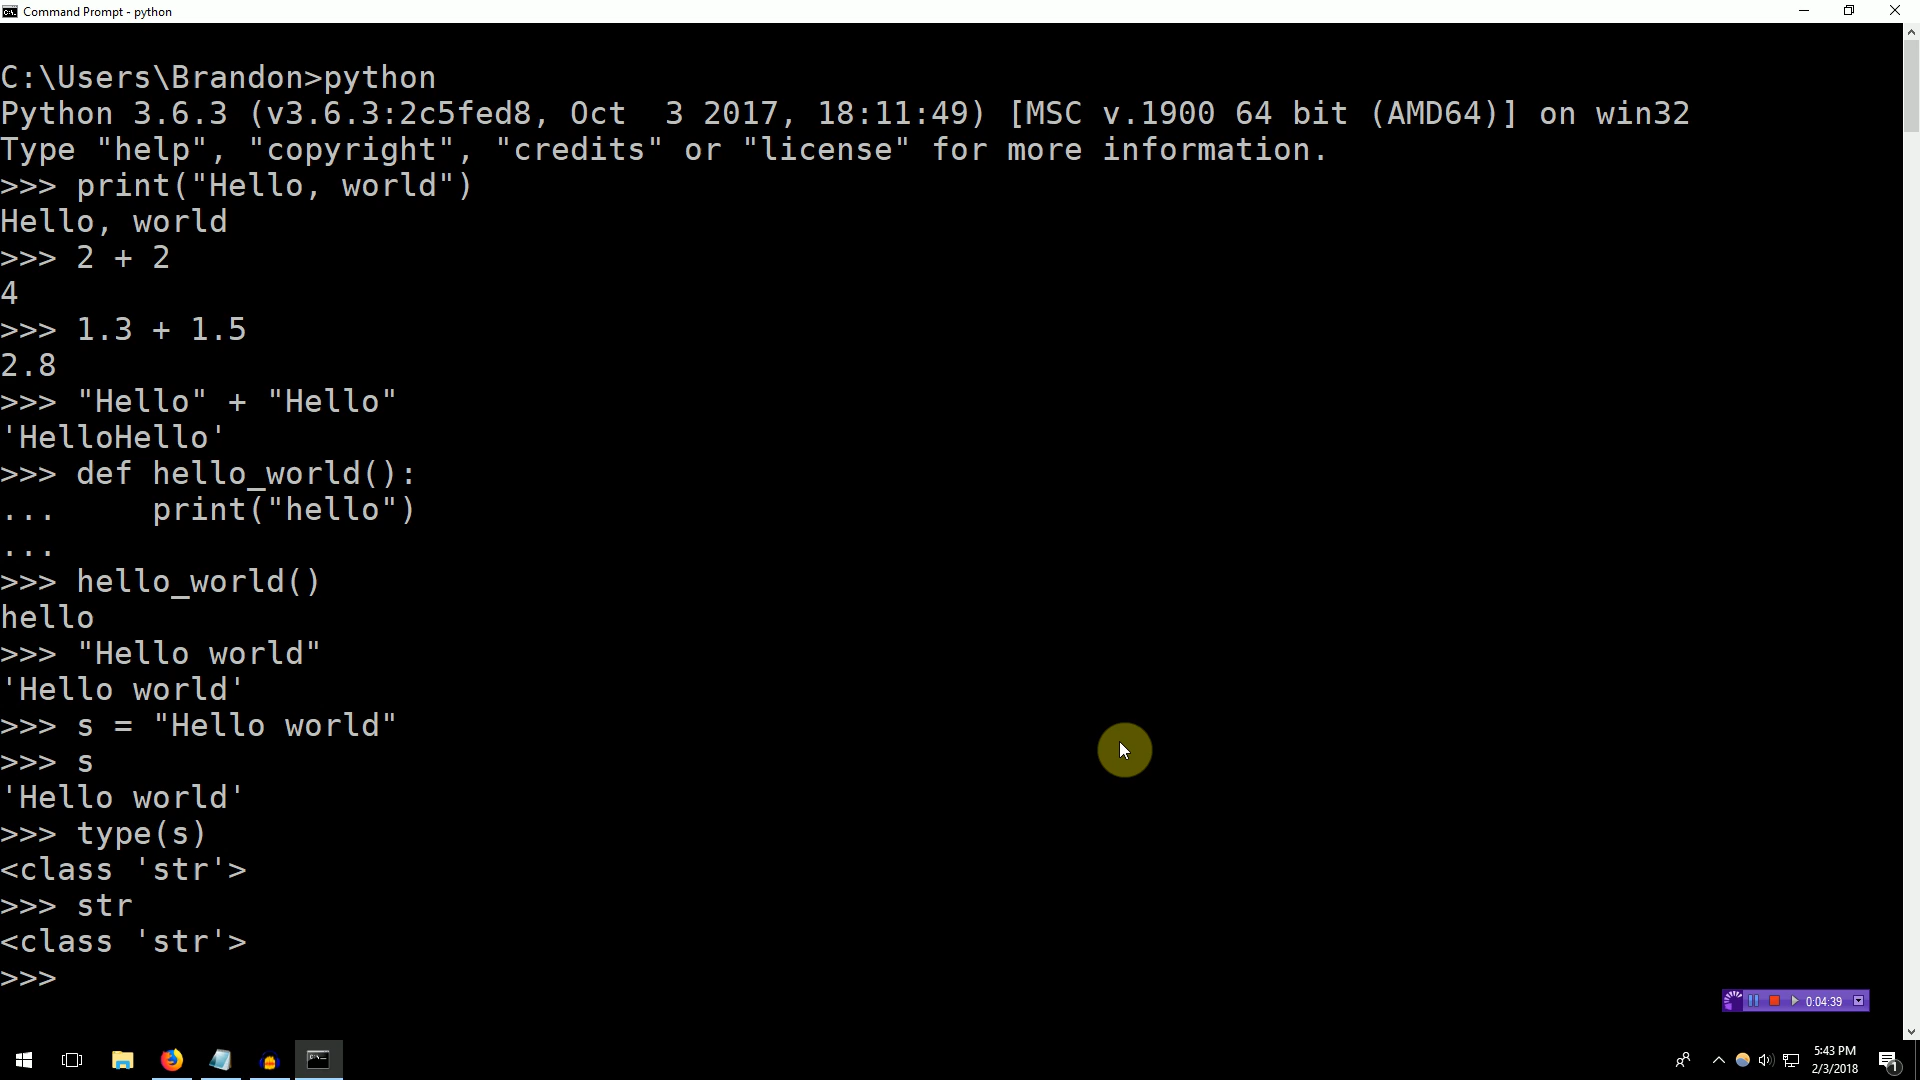 Command Prompt - python
C:\Users\Brandon>python
Python 3.6.3 (v3.6.3:2c5fed8, Oct  3 2017, 18:11:49) [MSC v.1900 64 bit (AMD64)] on win32
Type "help", "copyright", "credits" or "license" for more information.
>>> print("Hello, world")
Hello, world
>>> 2 + 2
4
>>> 1.3 + 1.5
2.8
>>> "Hello" + "Hello"
'HelloHello'
>>> def hello_world():
...     print("hello")
...
>>> hello_world()
hello
>>> "Hello world"
'Hello world'
>>> s = "Hello world"
>>> s
'Hello world'
>>> type(s)
<class 'str'>
>>> str
<class 'str'>
>>>
0:04:39
5:43 PM
2/3/2018
1